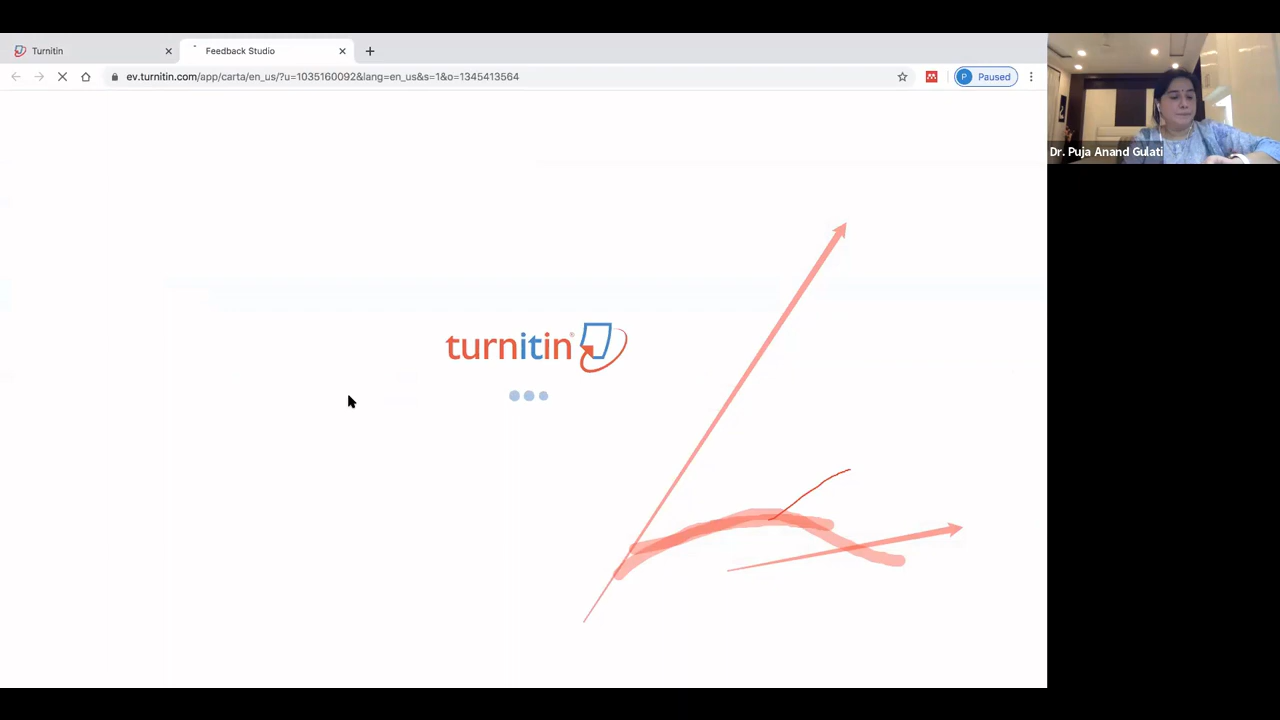 Turnitin
Feedback Studio
ev.turnitin.com/app/carta/en_us/?u=1035160092&lang=en_us&s=1&o=1345413564
P Paused
Dr. Puja Anand Gulati
turnitin®